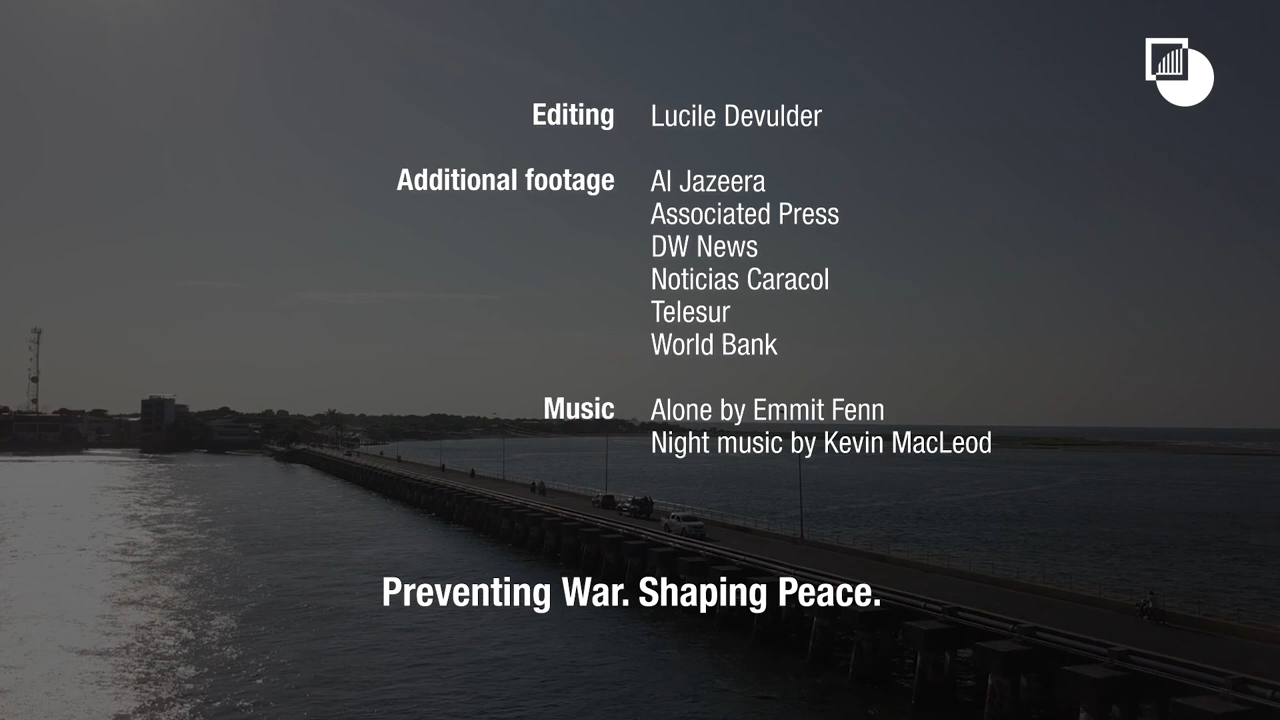 Editing Lucile Devulder
Additional footage Al Jazeera
Associated Press
DW News
Noticias Caracol
Telesur
World Bank
Music Alone by Emmit Fenn
Night music by Kevin MacLeod
Preventing War. Shaping Peace.